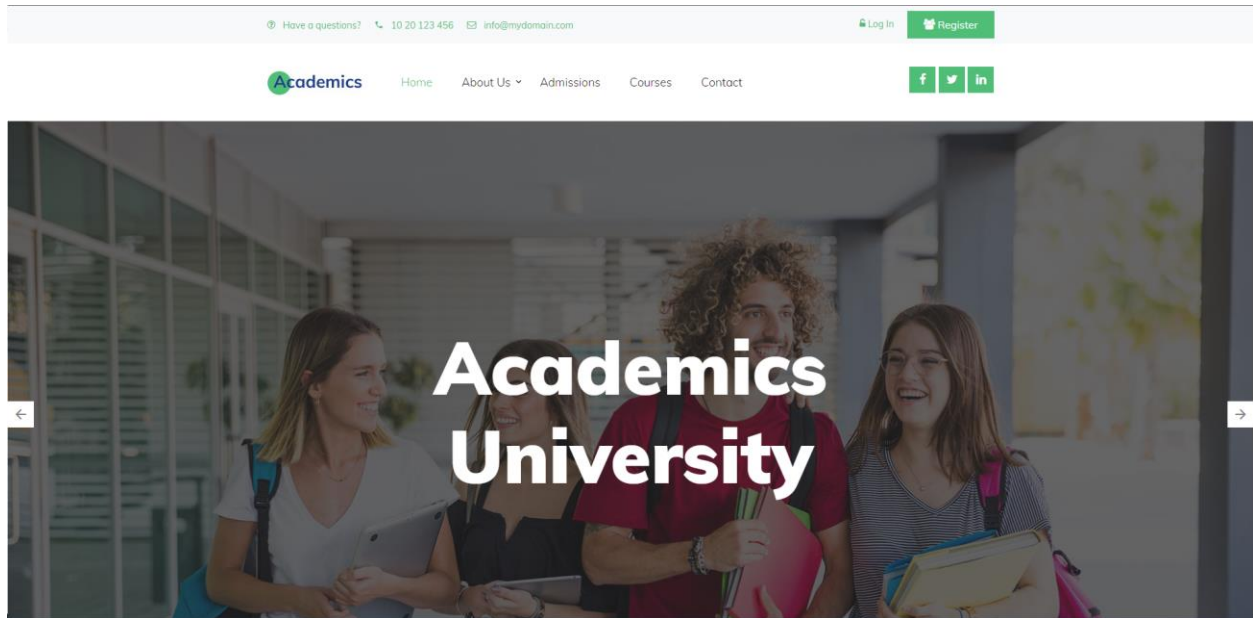 Have a questions? 10 20 123 456 info@mydomain.com Log In Register
Academics Home About Us Admissions Courses Contact f in
Academics
University